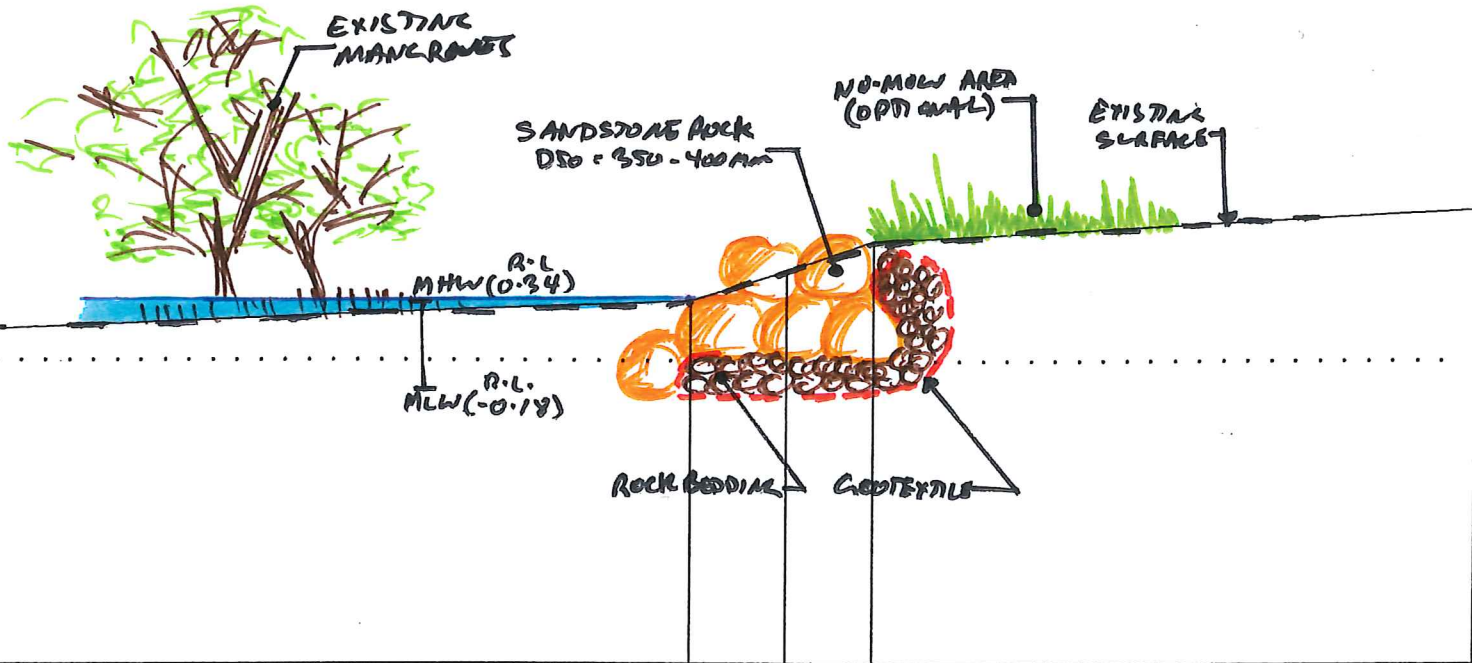 EXISTING
MANGROVES
NO-MOW AREA
(OPTIONAL)
EXISTING
SURFACE
SANDSTONE ROCK
D50 = 350-400mm
R.L
MHW (0.34)
R.L.
MLW (-0.18)
ROCK BEDDING
GEOTEXTILE